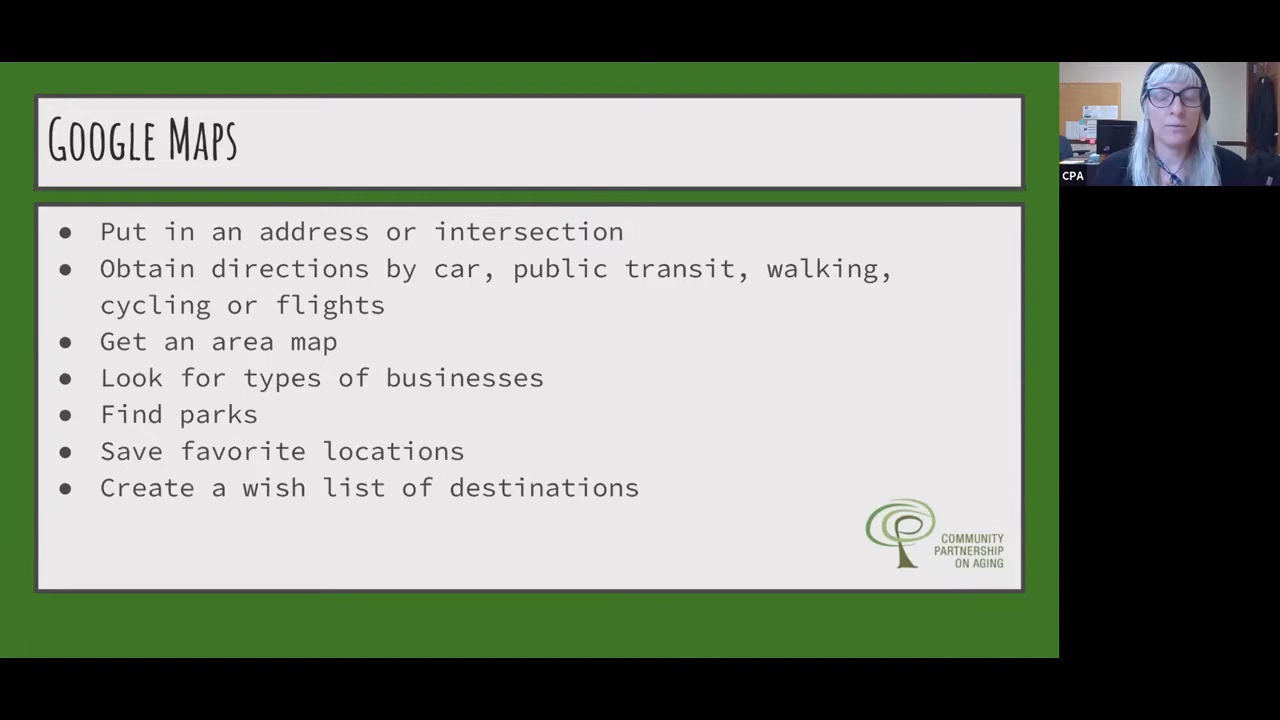 Google Maps
● Put in an address or intersection
● Obtain directions by car, public transit, walking,
cycling or flights
● Get an area map
● Look for types of businesses
● Find parks
● Save favorite locations
● Create a wish list of destinations
COMMUNITY
PARTNERSHIP
ON AGING
CPA